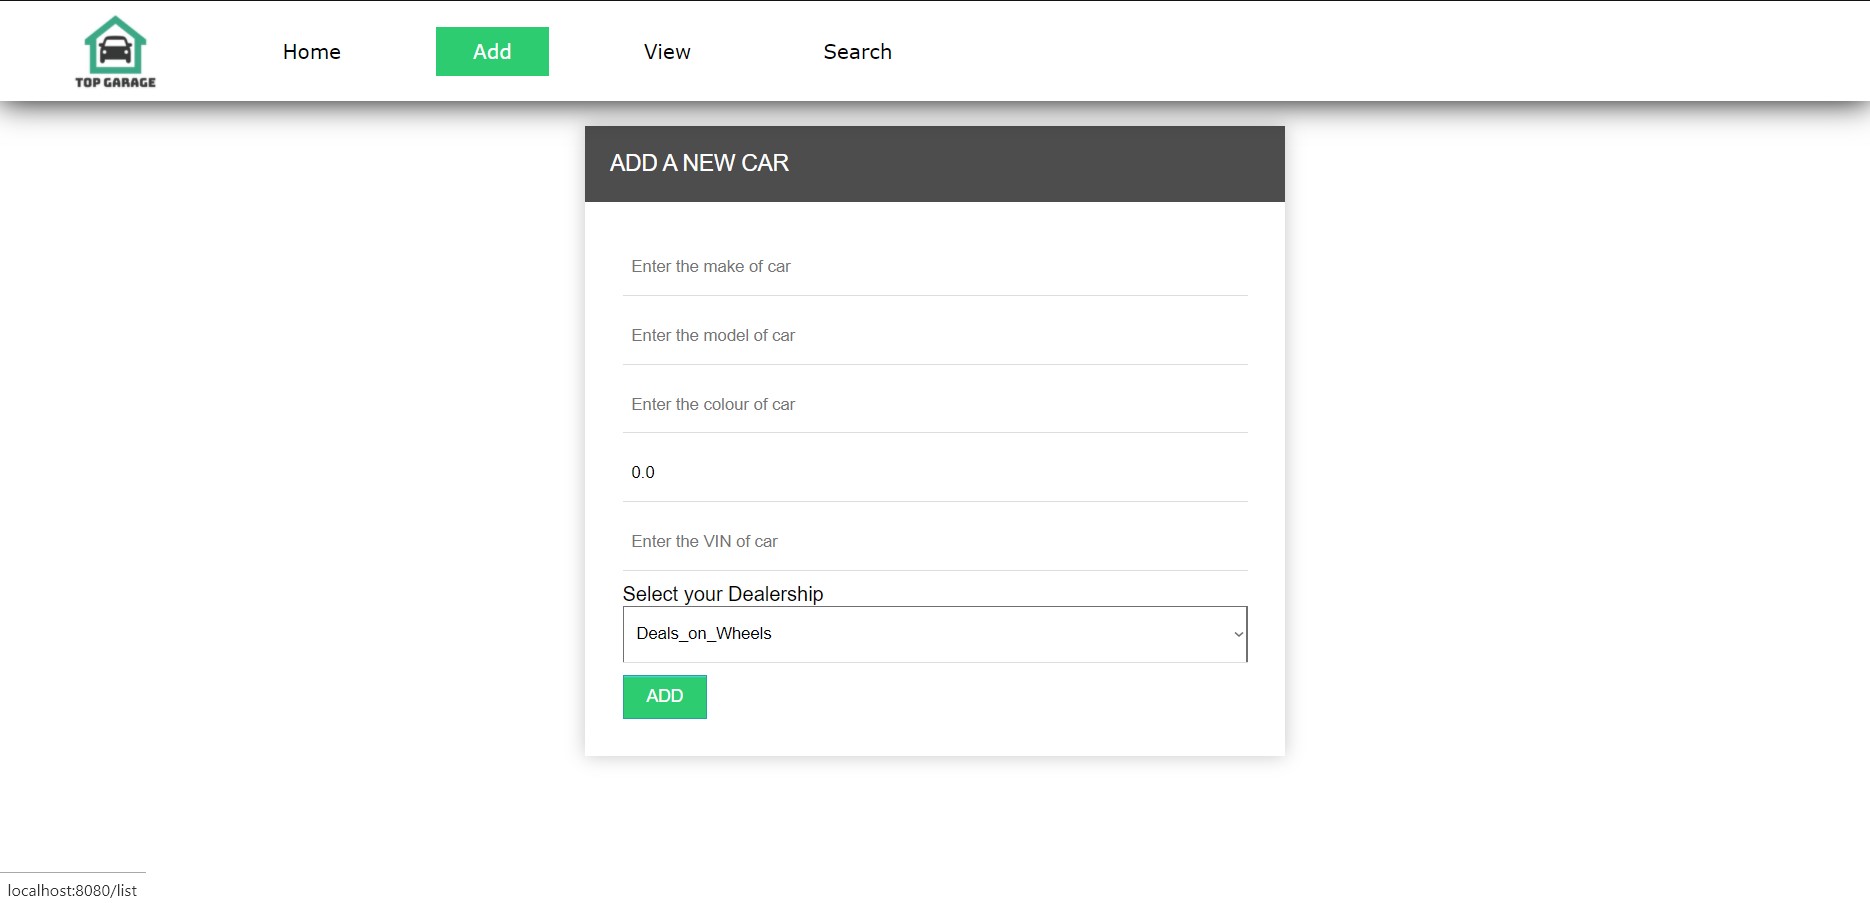 TOP GARAGE
Home Add View Search
ADD A NEW CAR
Enter the make of car
Enter the model of car
Enter the colour of car
0.0
Enter the VIN of car
Select your Dealership
Deals_on_Wheels
ADD
localhost:8080/list